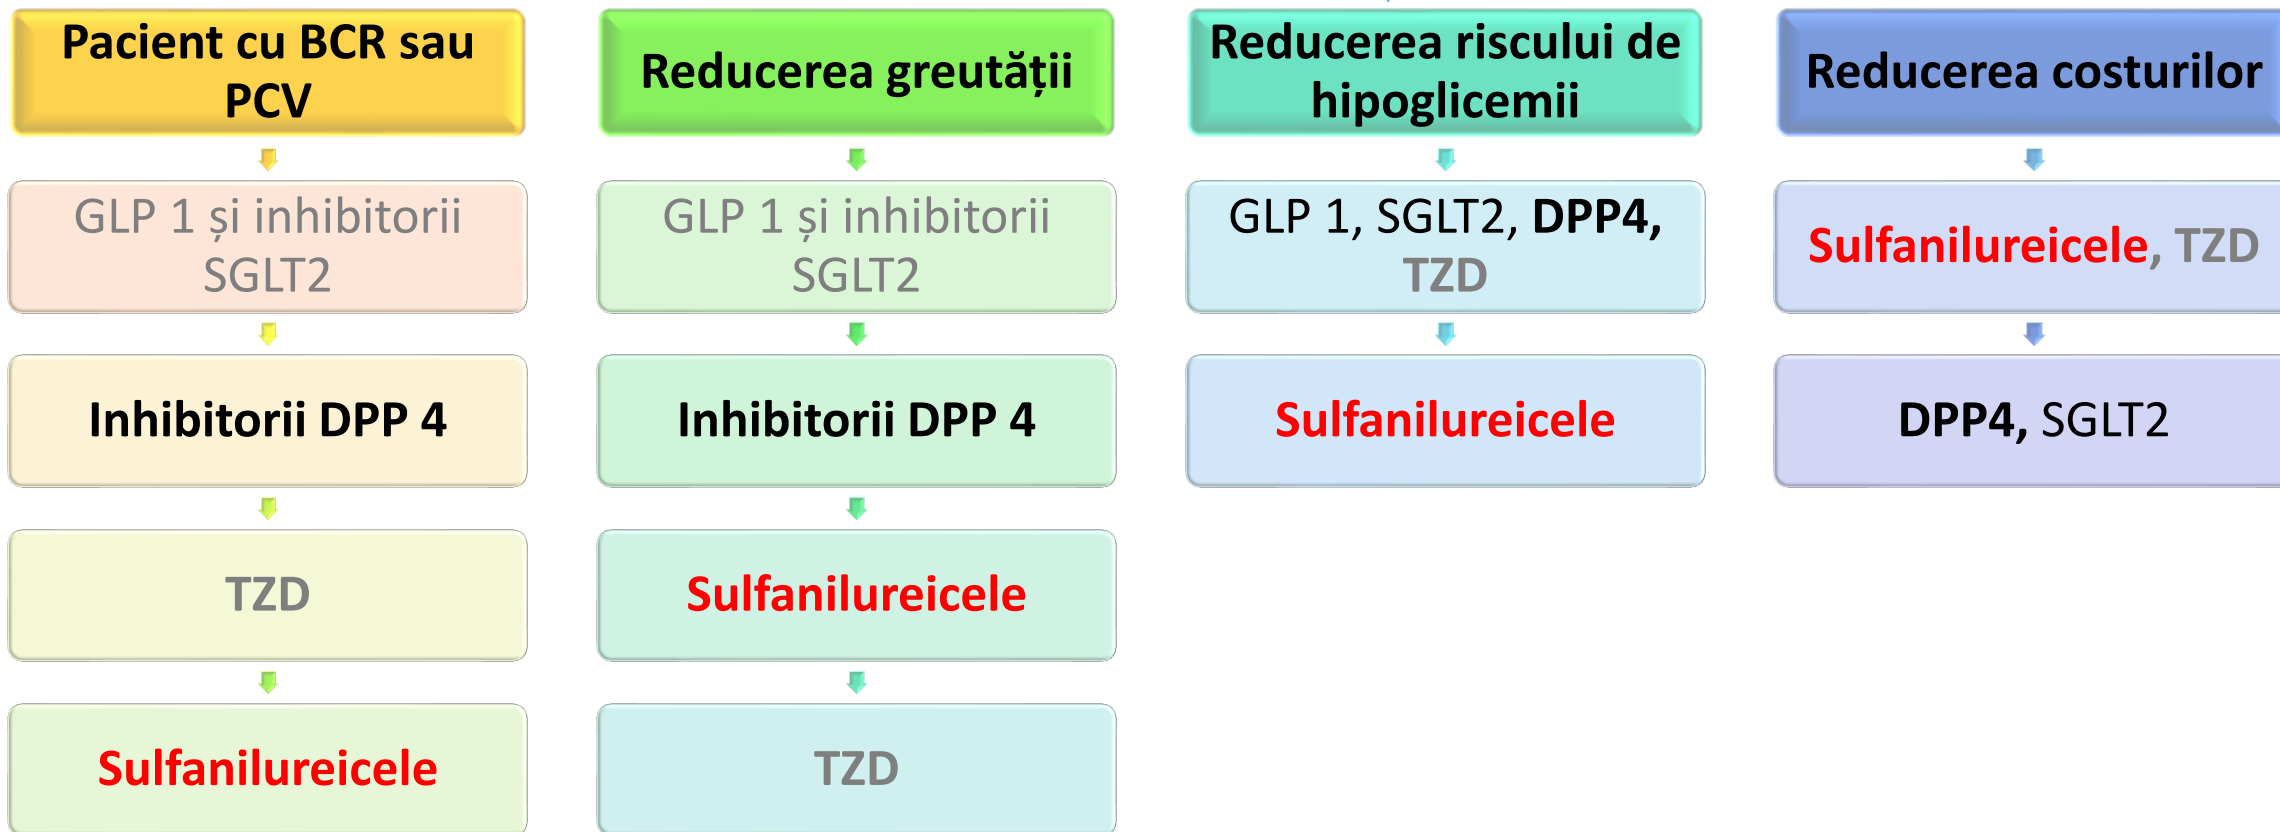 Pacient cu BCR sau
PCV
GLP 1 și inhibitorii
SGLT2
Inhibitorii DPP 4
TZD
Sulfanilureicele
Reducerea greutății
GLP 1 și inhibitorii
SGLT2
Inhibitorii DPP 4
Sulfanilureicele
TZD
Reducerea riscului de
hipoglicemii
GLP 1, SGLT2, DPP4,
TZD
Sulfanilureicele
Reducerea costurilor
Sulfanilureicele, TZD
DPP4, SGLT2